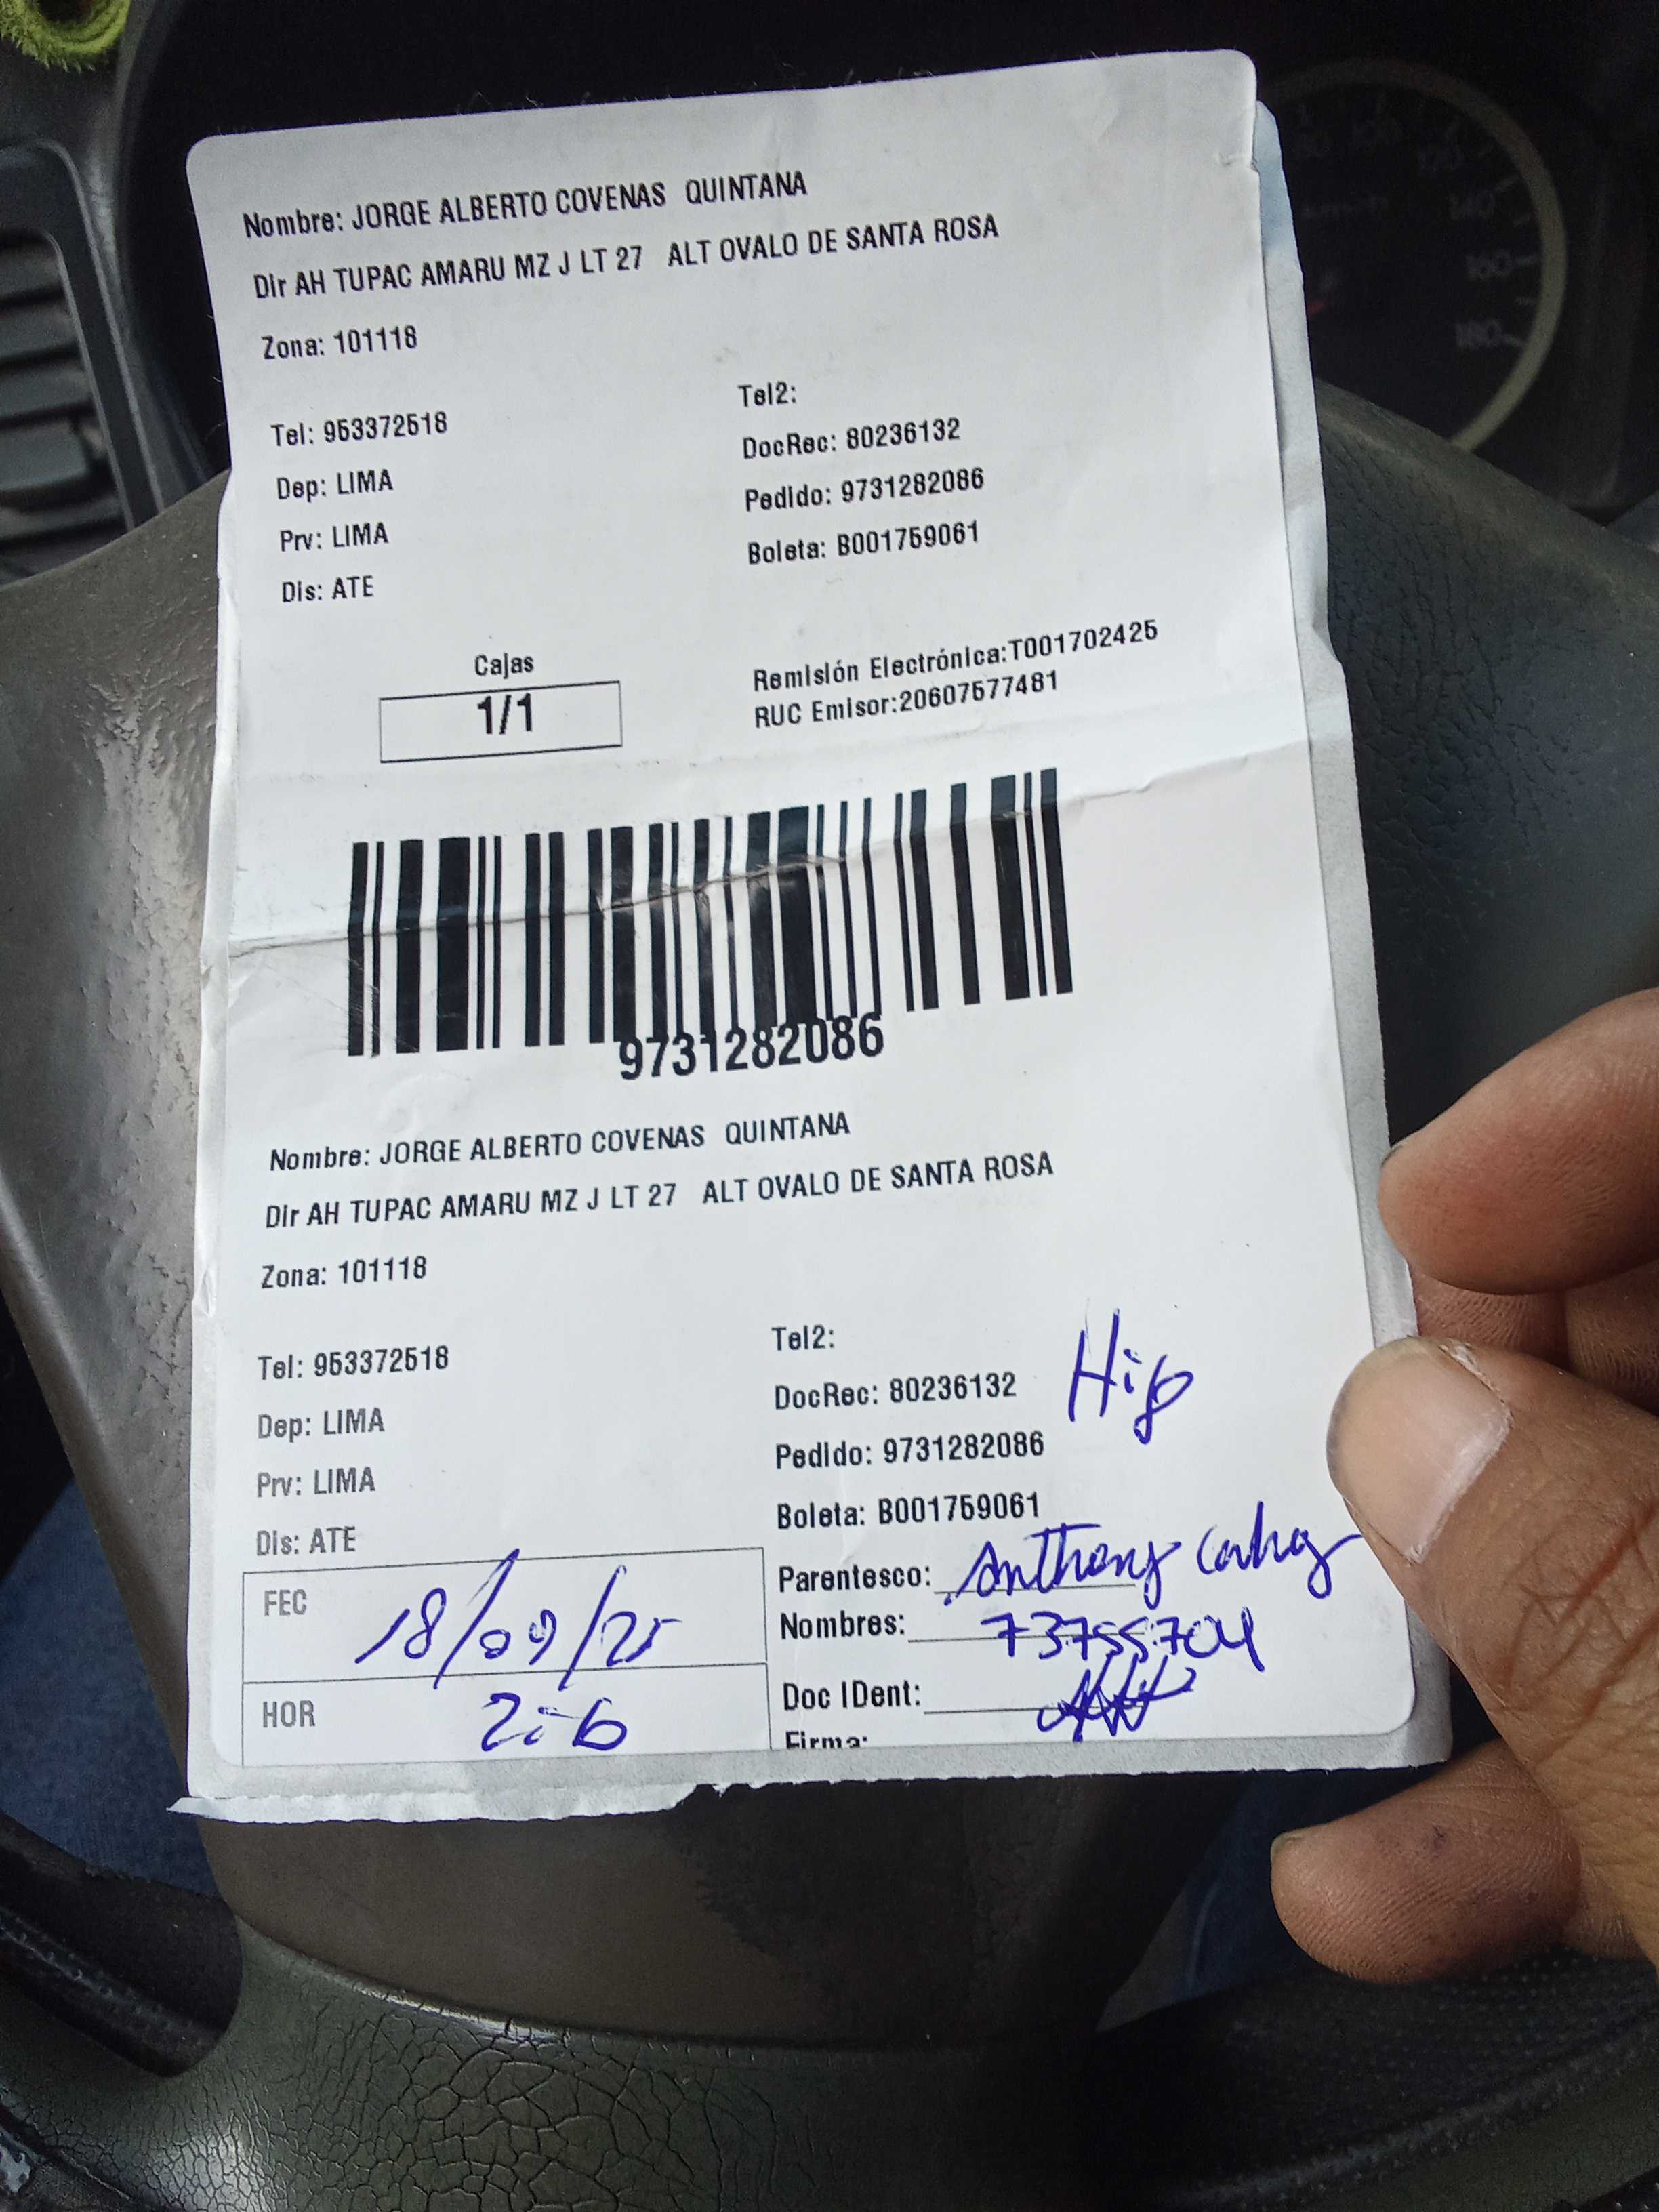 Nombre: JORGE ALBERTO COVENAS QUINTANA
Dir AH TUPAC AMARU MZ J LT 27 ALT OVALO DE SANTA ROSA
Zona: 101118
Tel: 953372518
Tel2:
Dep: LIMA
DocRec: 80236132
Prv: LIMA
Pedido: 9731282086
Dis: ATE
Boleta: B001759061
Cajas
1/1
Remisión Electrónica:T001702425
RUC Emisor:20607577481
9731282086
Nombre: JORGE ALBERTO COVENAS QUINTANA
Dir AH TUPAC AMARU MZ J LT 27 ALT OVALO DE SANTA ROSA
Zona: 101118
Tel: 953372518
Tel2:
Dep: LIMA
DocRec: 80236132
Prv: LIMA
Pedido: 9731282086
Dis: ATE
Boleta: B001759061
FEC 18/09/25
HOR
Parentesco: Anthony
Nombres: 73755704
Doc IDent:
Firma:
160
180